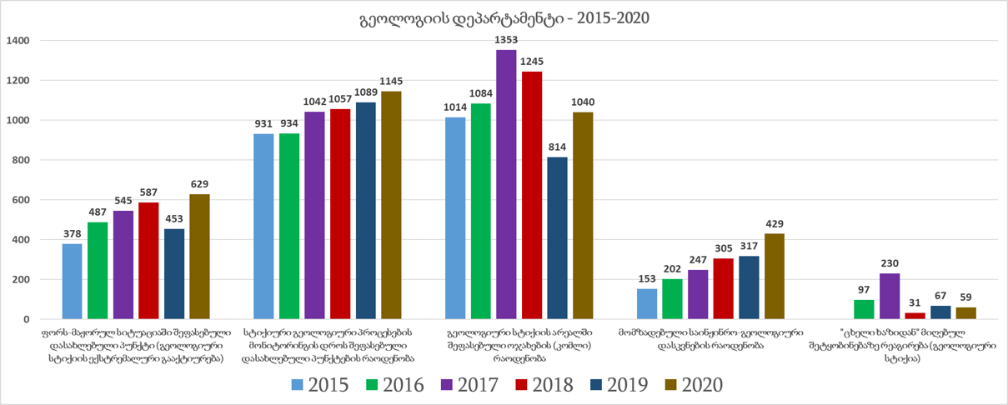 გეოლოგიის დეპარტამენტი - 2015-2020
1400
1200
1000
800
600
400
200
0
378
487
545
587
453
629
931
934
1042
1057
1089
1145
1014
1084
1353
1245
814
1040
153
202
247
305
317
429
97
230
31
67
59
ფორს-მაჟორულ სიტუაციაში შეფასებული
დასახლებული პუნქტი (გეოლოგიური
სტიქიის ექსტრემალური გააქტიურება)
სტიქიური გეოლოგიური პროცესების
მონიტორინგის დროს შეფასებული
დასახლებული პუნქტების რაოდენობა
გეოლოგიური სტიქიის არეალში
შეფასებული ოჯახების (კომლი)
რაოდენობა
მომზადებული საინჟინრო-გეოლოგიური
დასკვნების რაოდენობა
"ცხელი ხაზიდან" მიღებულ
შეტყობინებაზე რეაგირება (გეოლოგიური
სტიქია)
2015 2016 2017 2018 2019 2020